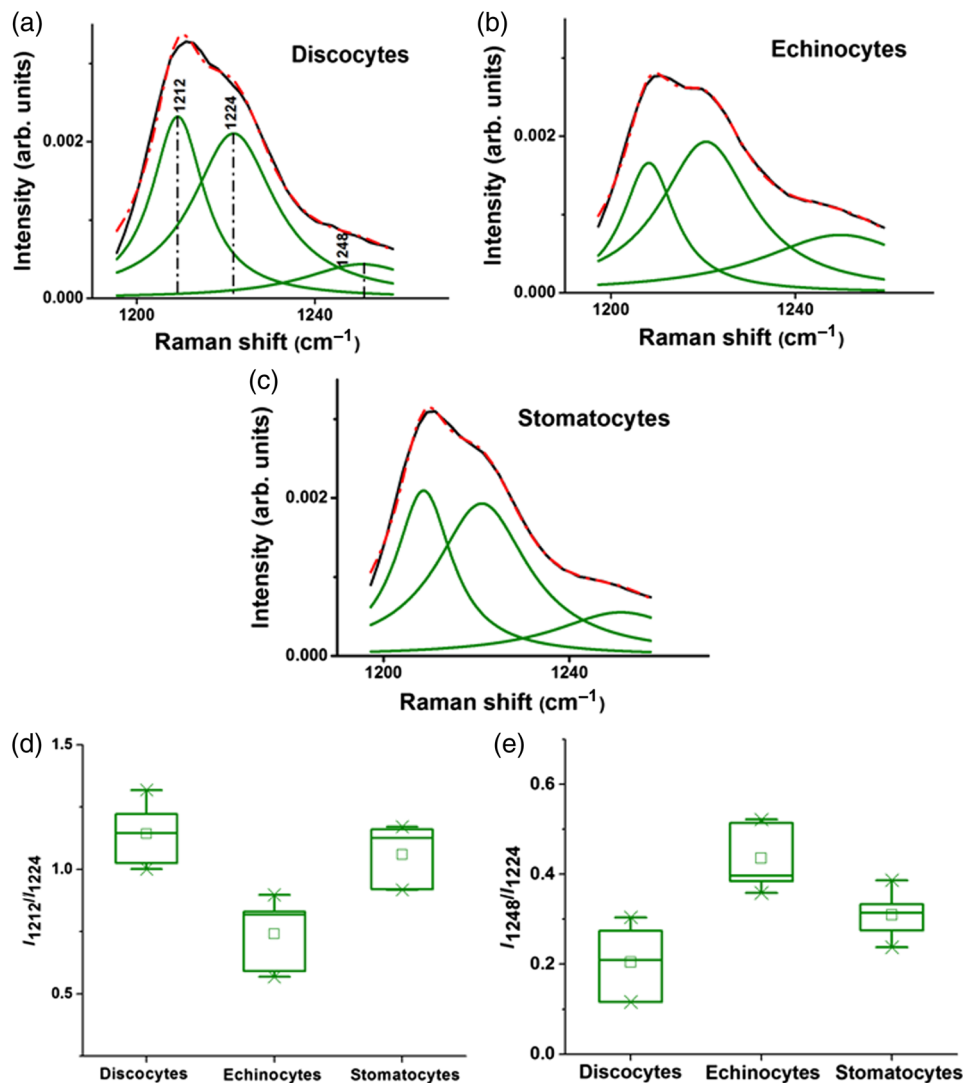 (a)
Discocytes
Intensity (arb. units)
0.002
0.000
1212
1224
1248
1200
1240
Raman shift (cm⁻¹)
(b)
Echinocytes
Intensity (arb. units)
0.002
0.000
1200
1240
Raman shift (cm⁻¹)
(c)
Stomatocytes
Intensity (arb. units)
0.002
0.000
1200
1240
Raman shift (cm⁻¹)
(d)
I1212/I1224
1.5
1.0
0.5
Discocytes
Echinocytes
Stomatocytes
(e)
I1248/I1224
0.6
0.4
0.2
0.0
Discocytes
Echinocytes
Stomatocytes